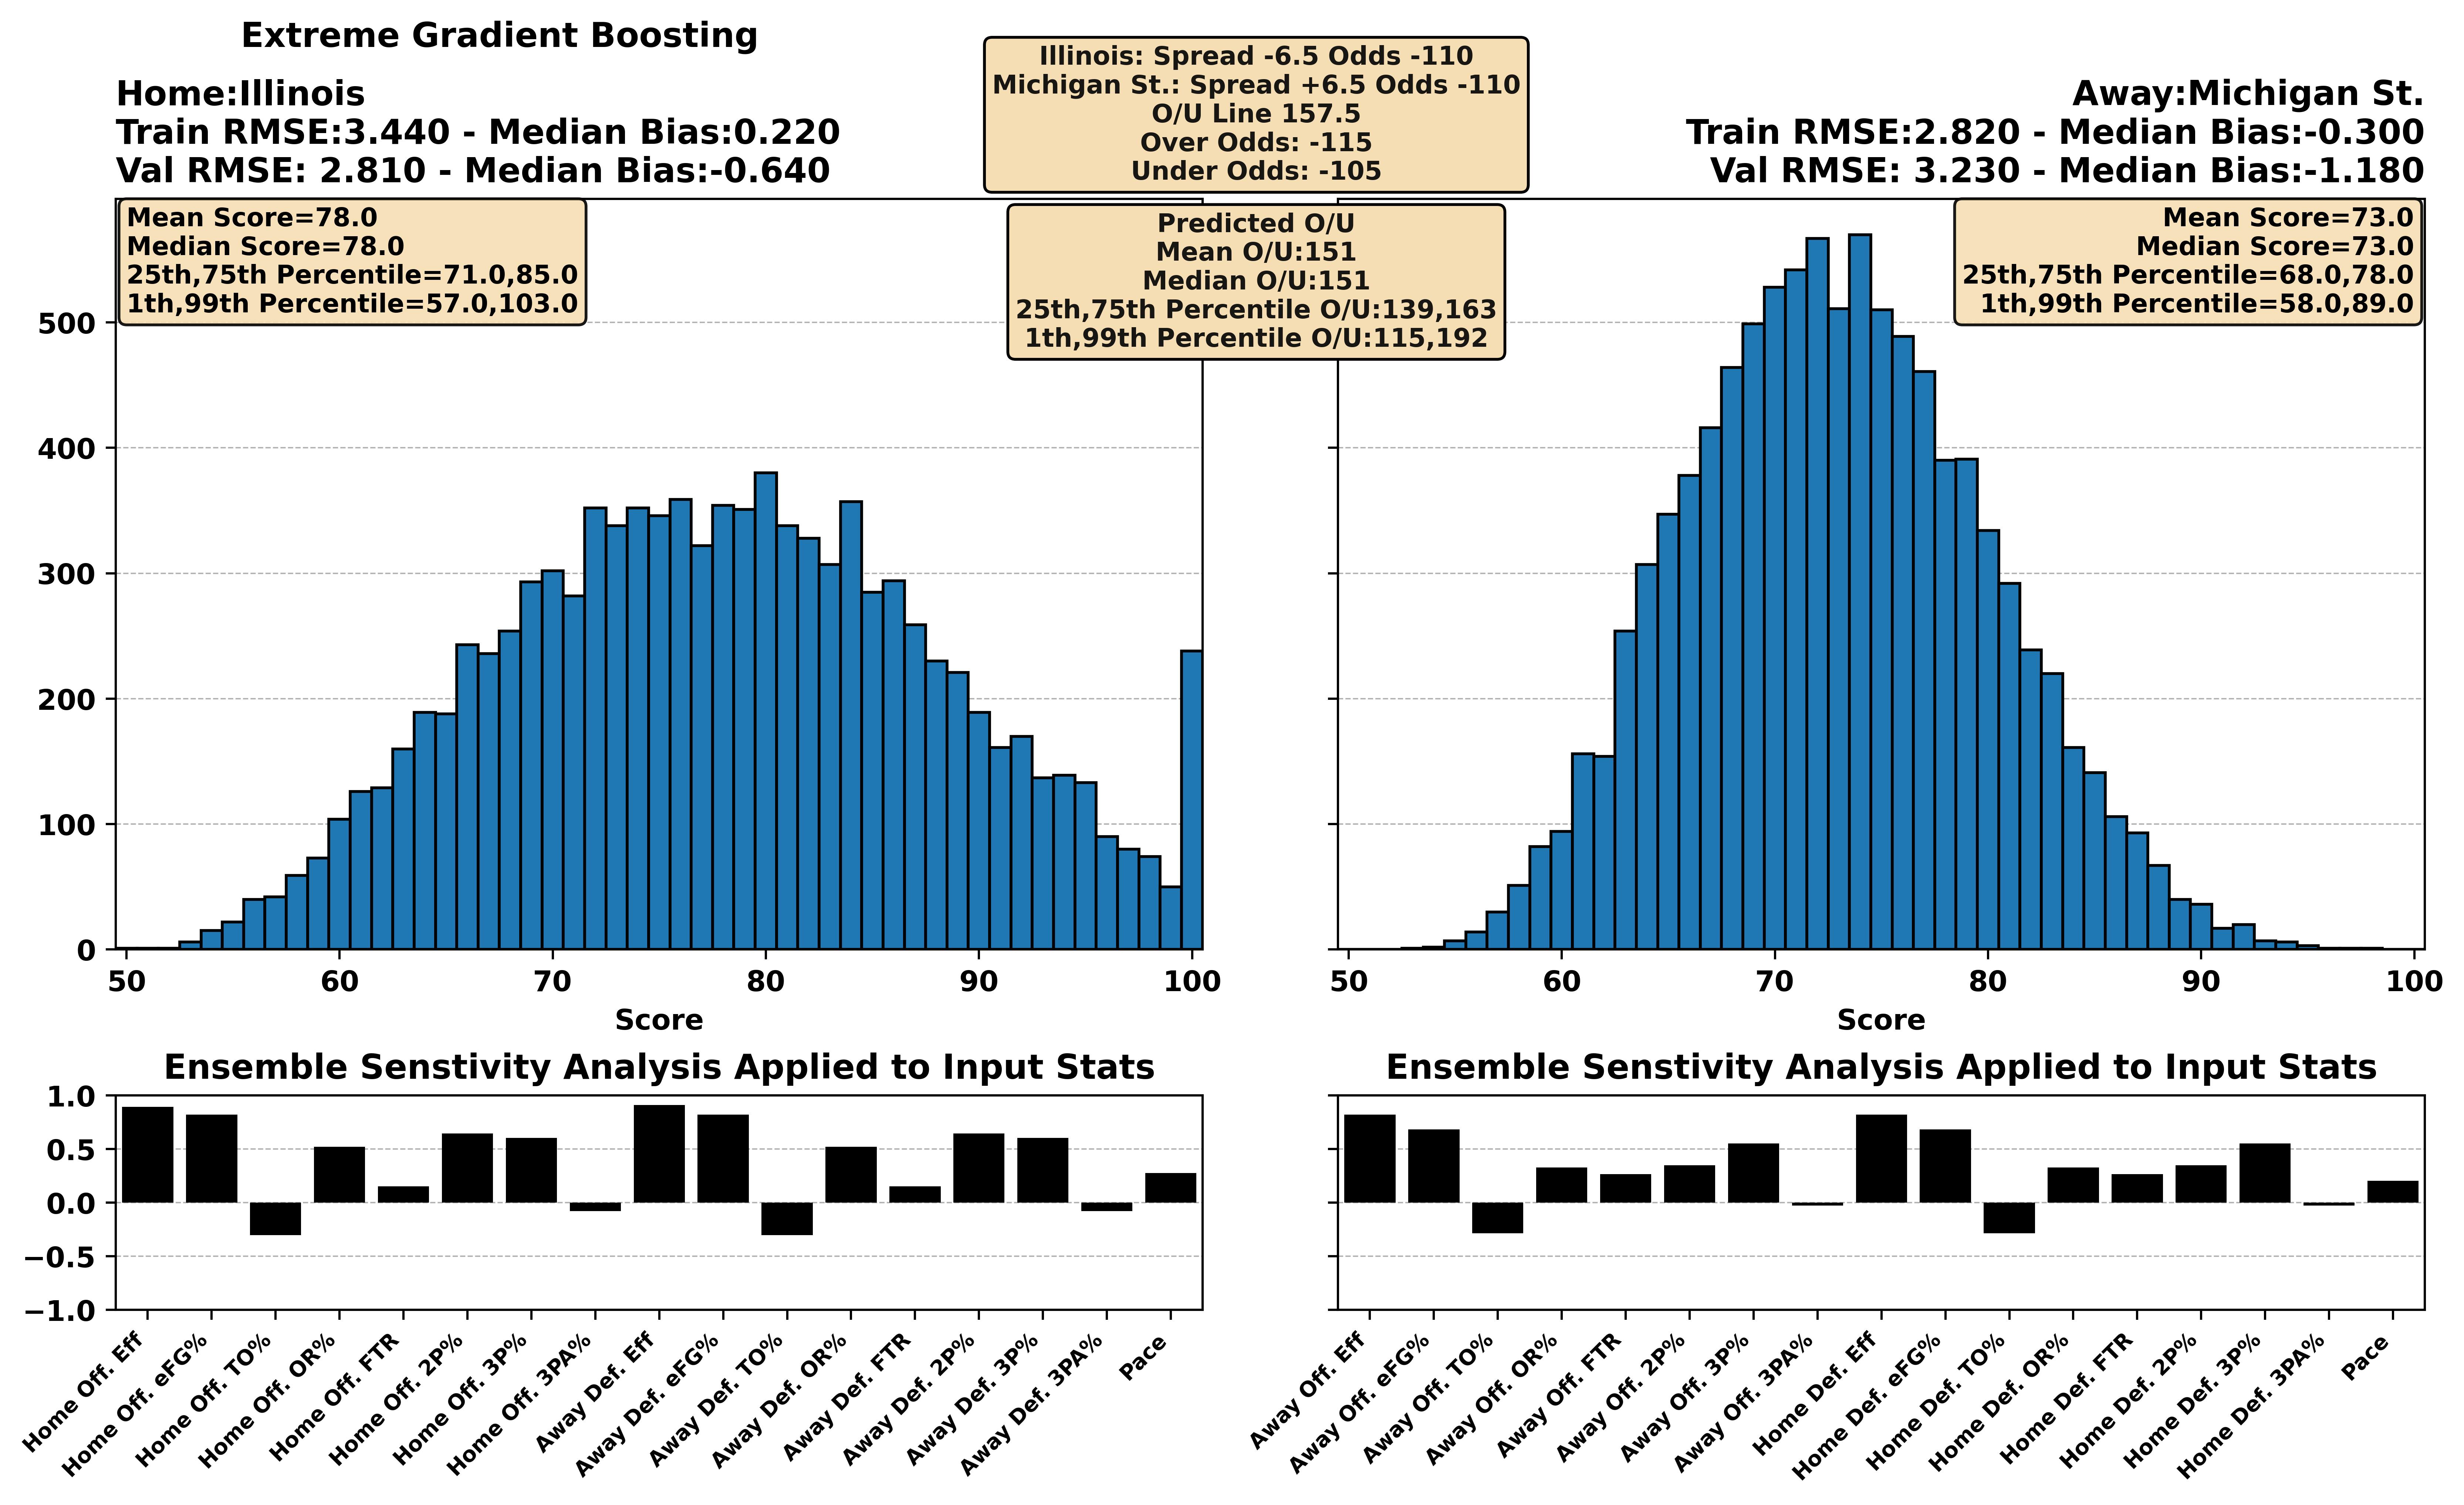 Extreme Gradient Boosting
Home:Illinois
Train RMSE:3.440 - Median Bias:0.220
Val RMSE: 2.810 - Median Bias:-0.640
Illinois: Spread -6.5 Odds -110
Michigan St.: Spread +6.5 Odds -110
O/U Line 157.5
Over Odds: -115
Under Odds: -105
Away:Michigan St.
Train RMSE:2.820 - Median Bias:-0.300
Val RMSE: 3.230 - Median Bias:-1.180
Mean Score=78.0
Median Score=78.0
25th,75th Percentile=71.0,85.0
1th,99th Percentile=57.0,103.0
Predicted O/U
Mean O/U:151
Median O/U:151
25th,75th Percentile O/U:139,163
1th,99th Percentile O/U:115,192
Mean Score=73.0
Median Score=73.0
25th,75th Percentile=68.0,78.0
1th,99th Percentile=58.0,89.0
500
400
300
200
100
0
50 60 70 80 90 100
Score
50 60 70 80 90 100
Score
Ensemble Senstivity Analysis Applied to Input Stats
1.0
0.5
0.0
−0.5
−1.0
Home Off. Eff
Home Off. eFG%
Home Off. TO%
Home Off. OR%
Home Off. FTR
Home Off. 2P%
Home Off. 3P%
Home Off. 3PA%
Away Def. Eff
Away Def. eFG%
Away Def. TO%
Away Def. OR%
Away Def. FTR
Away Def. 2P%
Away Def. 3P%
Away Def. 3PA%
Pace
Ensemble Senstivity Analysis Applied to Input Stats
Away Off. Eff
Away Off. eFG%
Away Off. TO%
Away Off. OR%
Away Off. FTR
Away Off. 2P%
Away Off. 3P%
Away Off. 3PA%
Home Def. Eff
Home Def. eFG%
Home Def. TO%
Home Def. OR%
Home Def. FTR
Home Def. 2P%
Home Def. 3P%
Home Def. 3PA%
Pace